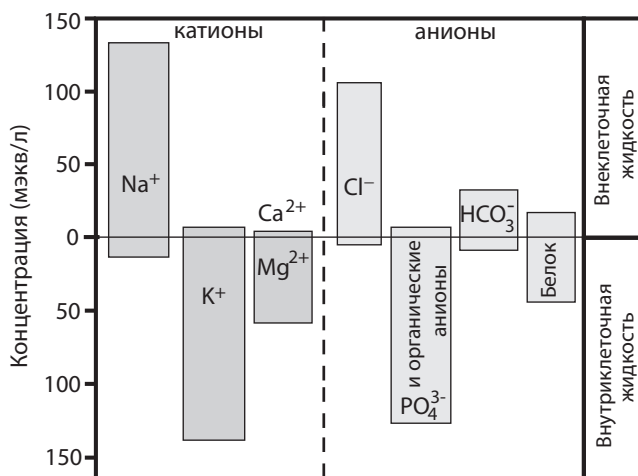 катионы
анионы
Концентрация (мэкв/л)
150
100
50
0
50
100
150
Na⁺
K⁺
Ca²⁺
Mg²⁺
Cl⁻
PO₄³⁻
и органические
анионы
HCO₃⁻
Белок
Внеклеточная
жидкость
Внутриклеточная
жидкость